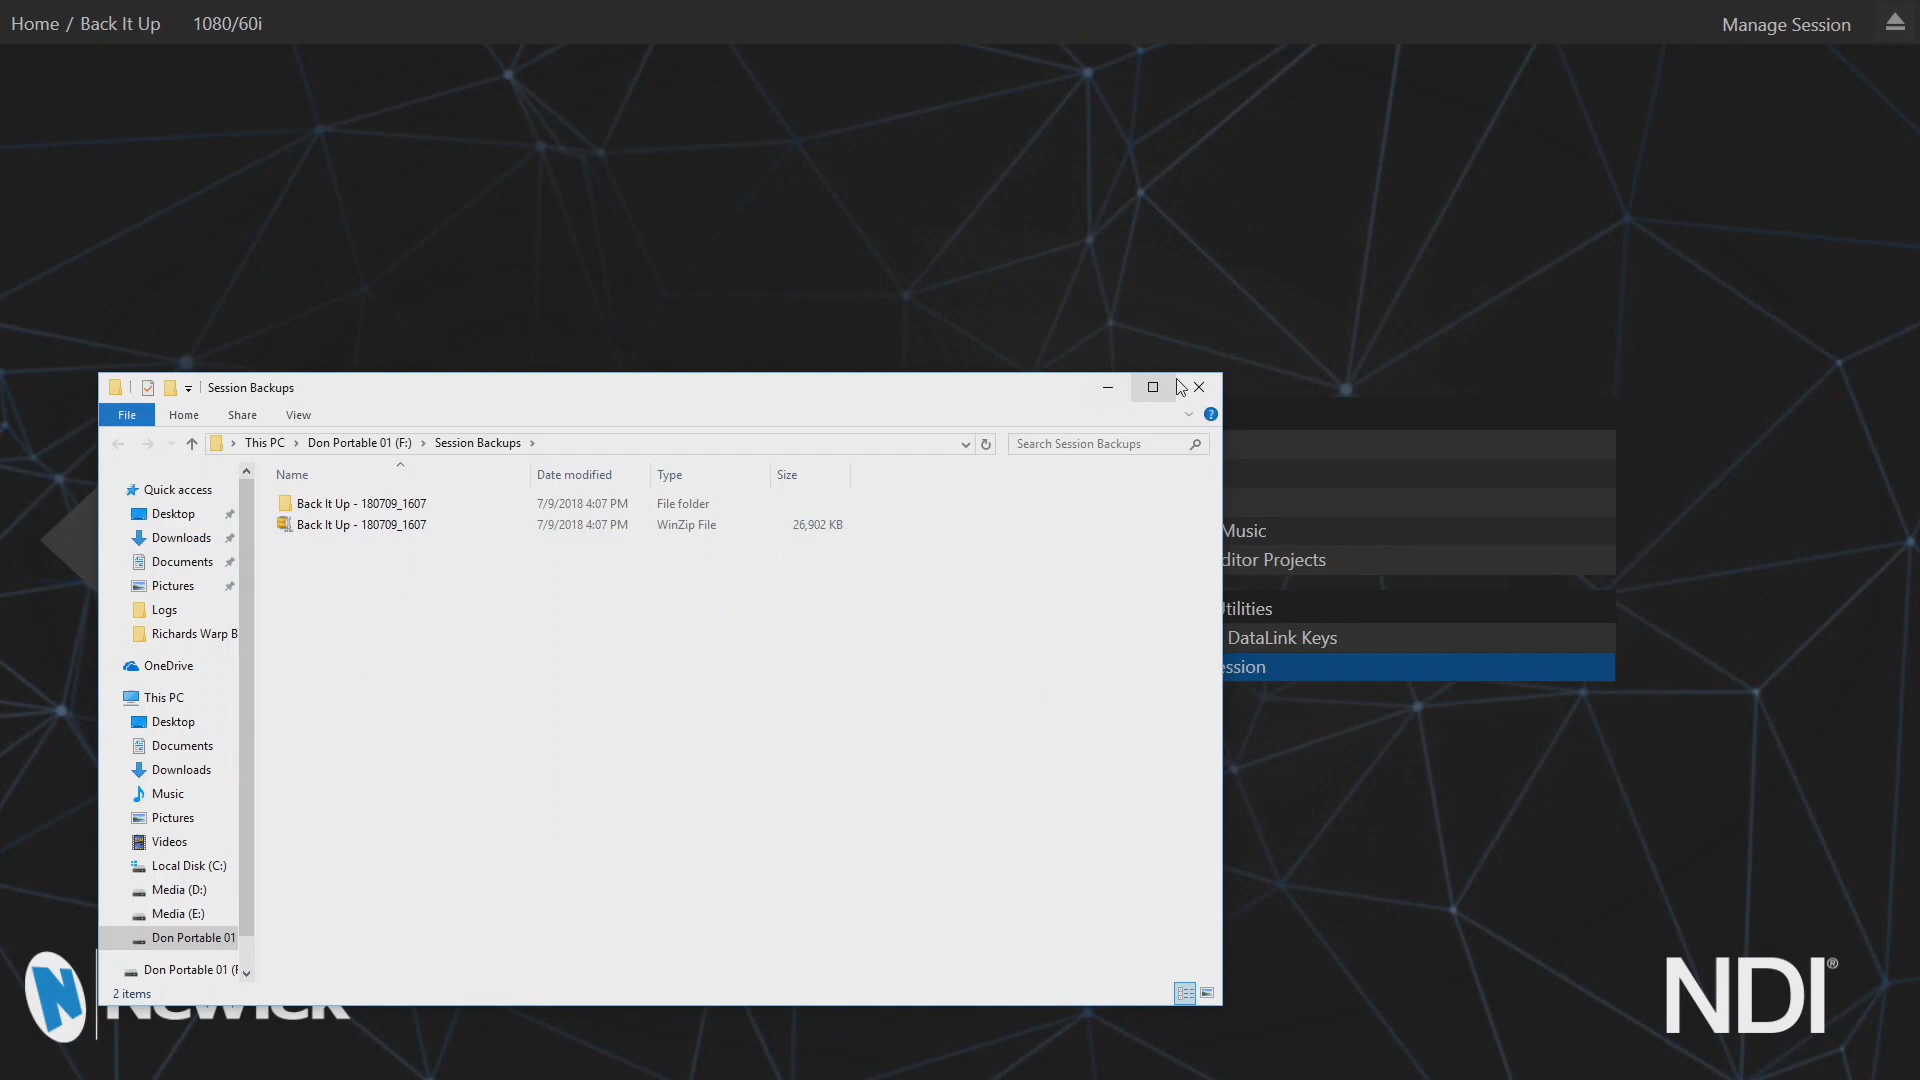 Home / Back It Up 1080/60i Manage Session
Session Backups
File Home Share View
This PC Don Portable 01 (F:) Session Backups Search Session Backups
Name Date modified Type Size
Back It Up - 180709_1607 7/9/2018 4:07 PM File folder
Back It Up - 180709_1607 7/9/2018 4:07 PM WinZip File 26,902 KB
Quick access
Desktop
Downloads
Documents
Pictures
Logs
Richards Warp B
OneDrive
This PC
Desktop
Documents
Downloads
Music
Pictures
Videos
Local Disk (C:)
Media (D:)
Media (E:)
Don Portable 01
Don Portable 01 (F
2 items
Music
ditor Projects
Utilities
DataLink Keys
ession
N
NewTek
NDI®